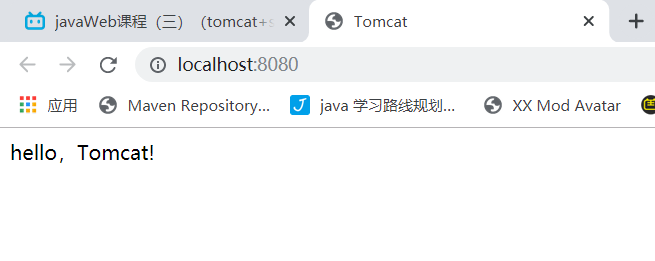 javaWeb课程（三）（tomcat+s
Tomcat
localhost:8080
应用
Maven Repository...
java 学习路线规划...
XX Mod Avatar
hello，Tomcat!